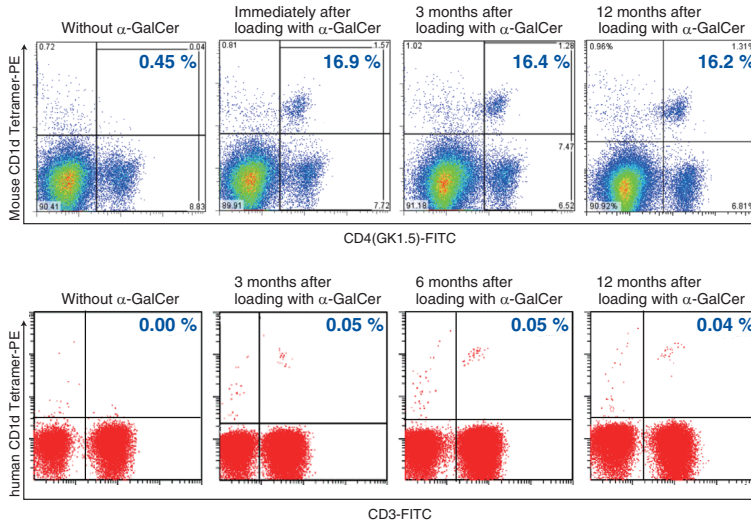 Without α-GalCer
Immediately after
loading with α-GalCer
3 months after
loading with α-GalCer
12 months after
loading with α-GalCer
Mouse CD1d Tetramer-PE
0.72
0.04
0.45 %
90.41
8.83
0.81
1.57
16.9 %
89.91
7.72
1.02
1.28
16.4 %
7.47
91.18
6.52
0.96%
1.31%
16.2 %
90.92%
6.81%
CD4(GK1.5)-FITC
Without α-GalCer
3 months after
loading with α-GalCer
6 months after
loading with α-GalCer
12 months after
loading with α-GalCer
human CD1d Tetramer-PE
0.00 %
0.05 %
0.05 %
0.04 %
CD3-FITC